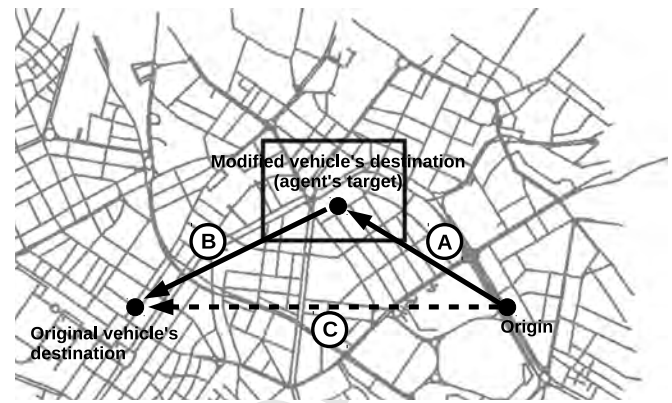 Modified vehicle's destination
(agent's target)
B
A
Original vehicle's
destination
C
Origin